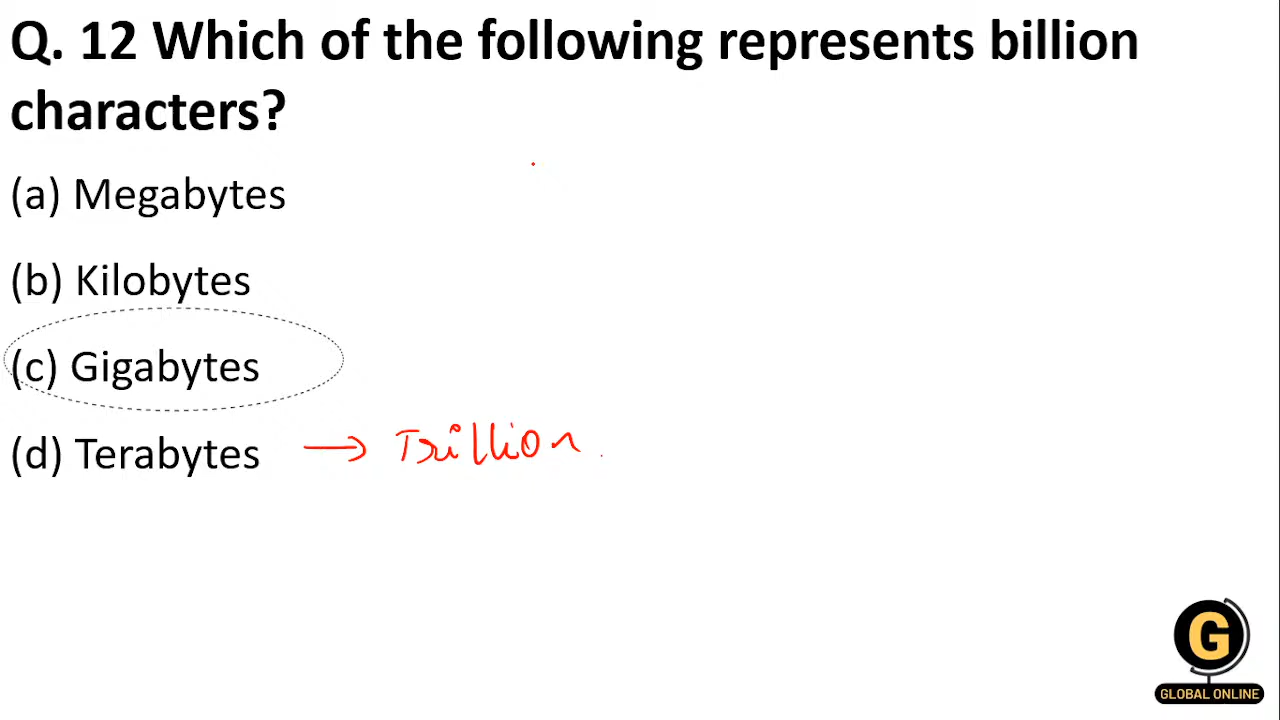 Q. 12 Which of the following represents billion
characters?
(a) Megabytes
(b) Kilobytes
(c) Gigabytes
(d) Terabytes → Trillion
G
GLOBAL ONLINE